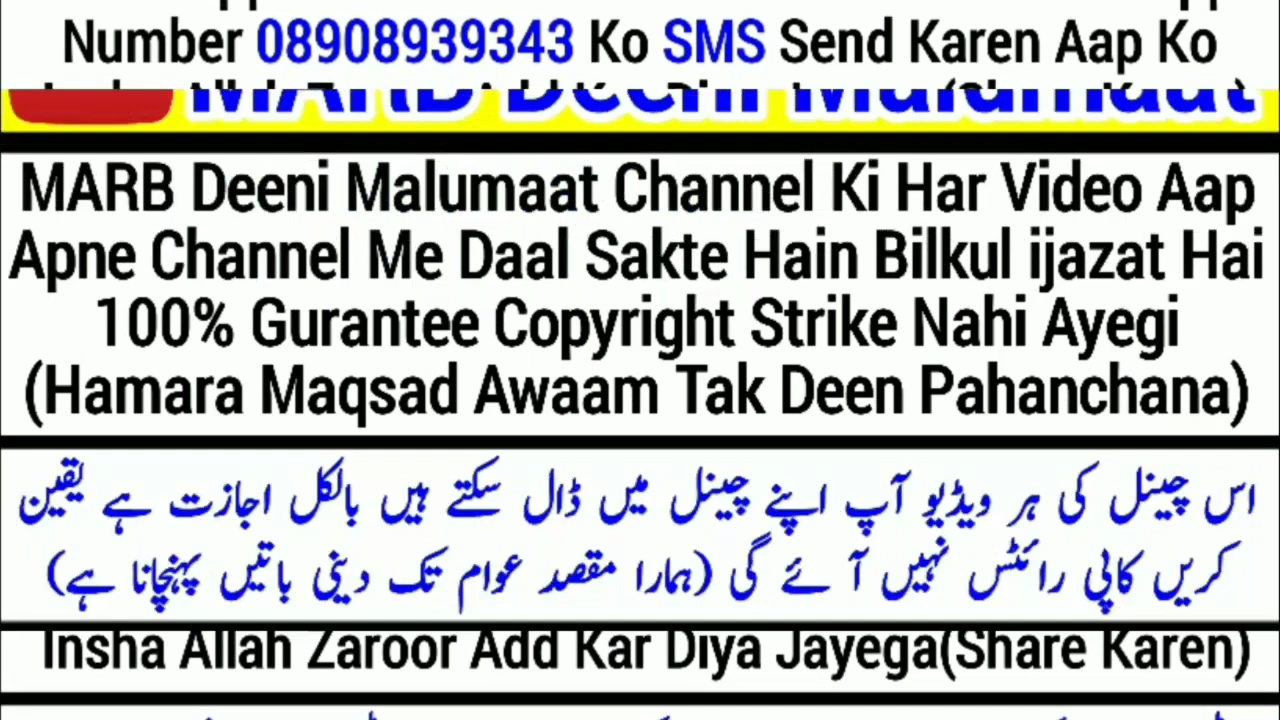 Number 08908939343 Ko SMS Send Karen Aap Ko
MARB Deeni Malumaat
MARB Deeni Malumaat Channel Ki Har Video Aap
Apne Channel Me Daal Sakte Hain Bilkul ijazat Hai
100% Gurantee Copyright Strike Nahi Ayegi
(Hamara Maqsad Awaam Tak Deen Pahanchana)
اس چینل کی ہر ویڈیو آپ اپنے چینل میں ڈال سکتے ہیں بالکل اجازت ہے یقین
کریں کاپی رائٹس نہیں آئے گی (ہمارا مقصد عوام تک دینی باتیں پہنچانا ہے)
Insha Allah Zaroor Add Kar Diya Jayega(Share Karen)